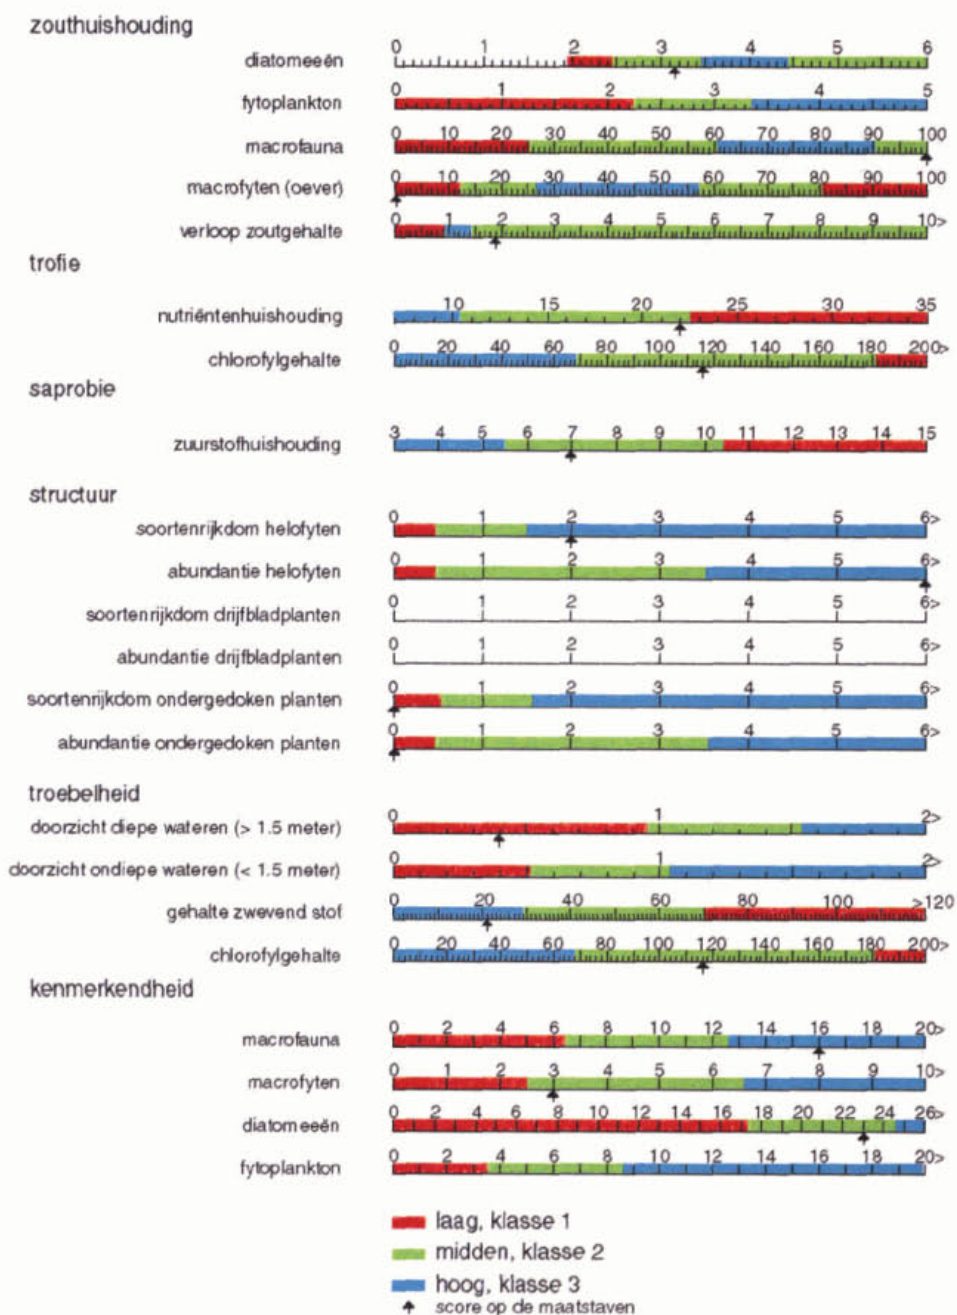 zouthuishouding
0 1 2 3 4 5 6
diatomeeën
0 1 2 3 4 5
fytoplankton
0 10 20 30 40 50 60 70 80 90 100
macrofauna
0 10 20 30 40 50 60 70 80 90 100
macrofyten (oever)
0 1 2 3 4 5 6 7 8 9 10>
verloop zoutgehalte
trofie
10 15 20 25 30 35
nutriëntenhuishouding
0 20 40 60 80 100 120 140 160 180 200>
chlorofylgehalte
saprobie
3 4 5 6 7 8 9 10 11 12 13 14 15
zuurstofhuishouding
structuur
0 1 2 3 4 5 6>
soortenrijkdom helofyten
0 1 2 3 4 5 6>
abundantie helofyten
0 1 2 3 4 5 6>
soortenrijkdom drijfbladplanten
0 1 2 3 4 5 6>
abundantie drijfbladplanten
0 1 2 3 4 5 6>
soortenrijkdom ondergedoken planten
0 1 2 3 4 5 6>
abundantie ondergedoken planten
troebelheid
0 1 2>
doorzicht diepe wateren (> 1.5 meter)
0 1 2>
doorzicht ondiepe wateren (< 1.5 meter)
0 20 40 60 80 100 >120
gehalte zwevend stof
0 20 40 60 80 100 120 140 160 180 200>
chlorofylgehalte
kenmerkendheid
0 2 4 6 8 10 12 14 16 18 20>
macrofauna
0 1 2 3 4 5 6 7 8 9 10>
macrofyten
0 2 4 6 8 10 12 14 16 18 20 22 24 26>
diatomeeën
0 2 4 6 8 10 12 14 16 18 20>
fytoplankton
laag, klasse 1
midden, klasse 2
hoog, klasse 3
score op de maatstaven